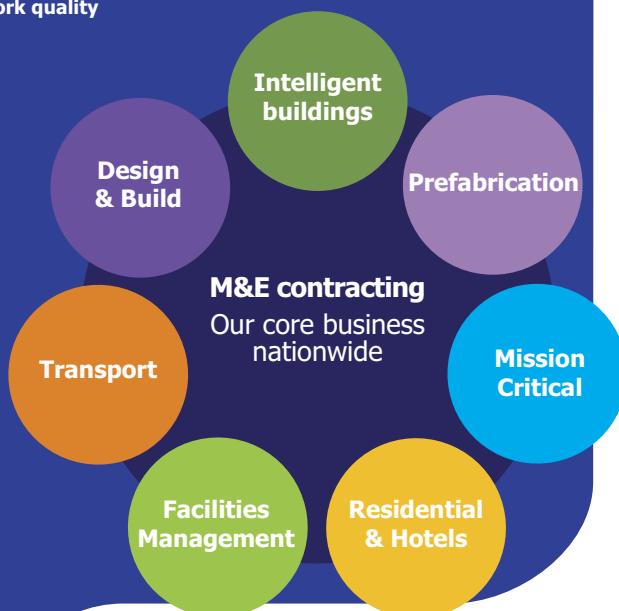 ork quality
Intelligent
buildings
Design
& Build
Prefabrication
M&E contracting
Our core business
nationwide
Transport
Mission
Critical
Facilities
Management
Residential
& Hotels